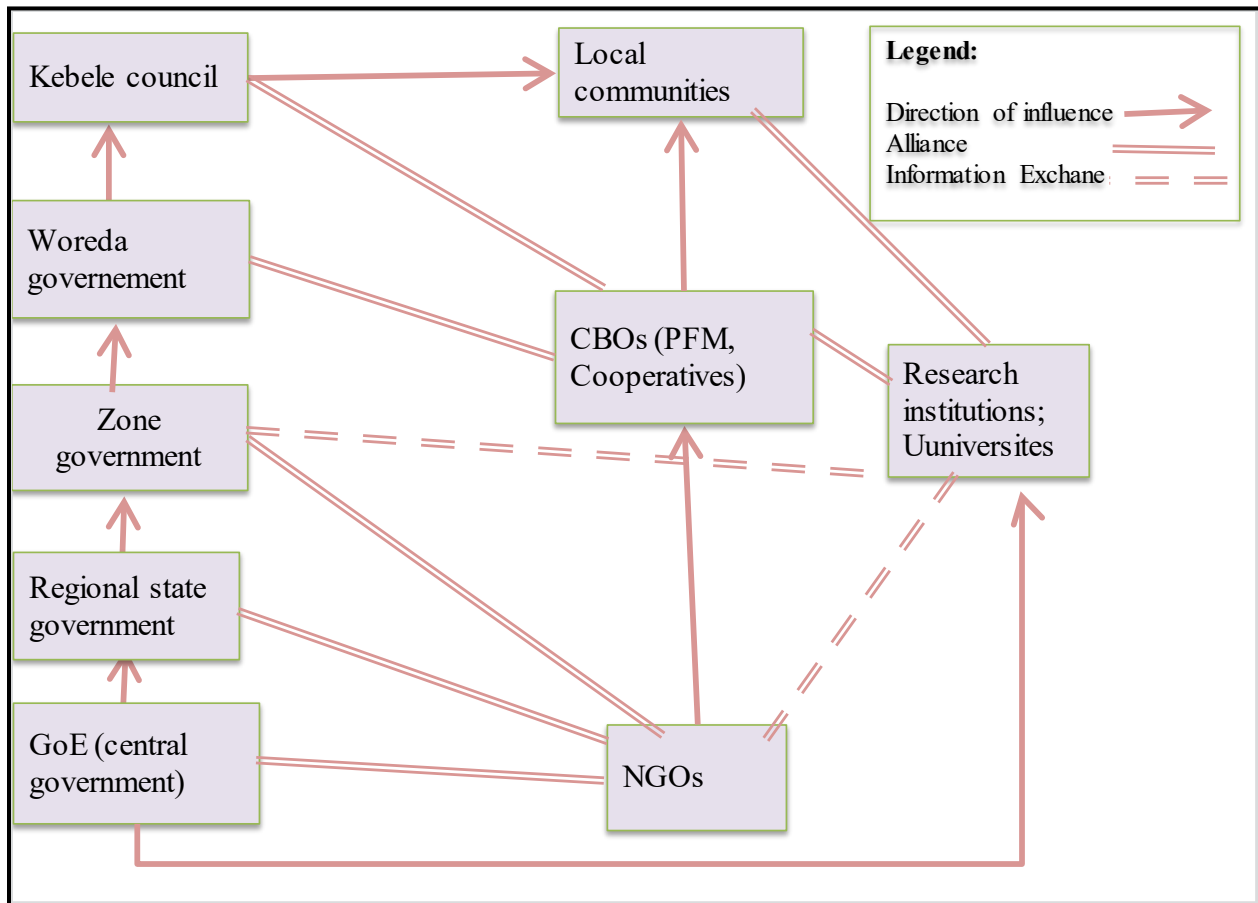 Kebele council
Local
communities
Legend:
Direction of influence
Alliance
Information Exchane
Woreda
governement
CBOs (PFM,
Cooperatives)
Research
institutions;
Uuniversites
Zone
government
Regional state
government
GoE (central
government)
NGOs